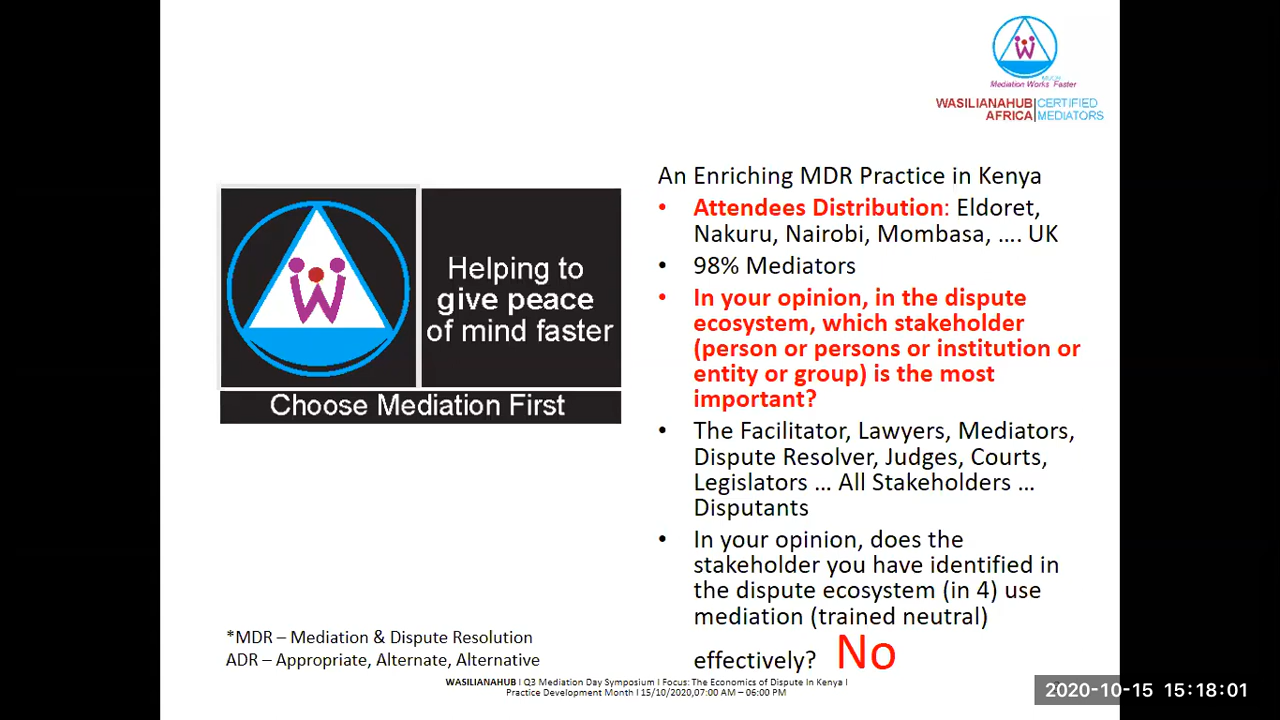 W
Mediation Works Faster
WASILIANAHUB CERTIFIED
AFRICA MEDIATORS
W
Helping to
give peace
of mind faster
Choose Mediation First
An Enriching MDR Practice in Kenya
• Attendees Distribution: Eldoret,
Nakuru, Nairobi, Mombasa, .... UK
• 98% Mediators
• In your opinion, in the dispute
ecosystem, which stakeholder
(person or persons or institution or
entity or group) is the most
important?
• The Facilitator, Lawyers, Mediators,
Dispute Resolver, Judges, Courts,
Legislators ... All Stakeholders ...
Disputants
• In your opinion, does the
stakeholder you have identified in
the dispute ecosystem (in 4) use
mediation (trained neutral)
effectively? No
*MDR – Mediation & Dispute Resolution
ADR – Appropriate, Alternate, Alternative
WASILIANAHUB I Q3 Mediation Day Symposium I Focus: The Economics of Dispute In Kenya I
Practice Development Month I 15/10/2020,07:00 AM – 06:00 PM
2020-10-15 15:18:01